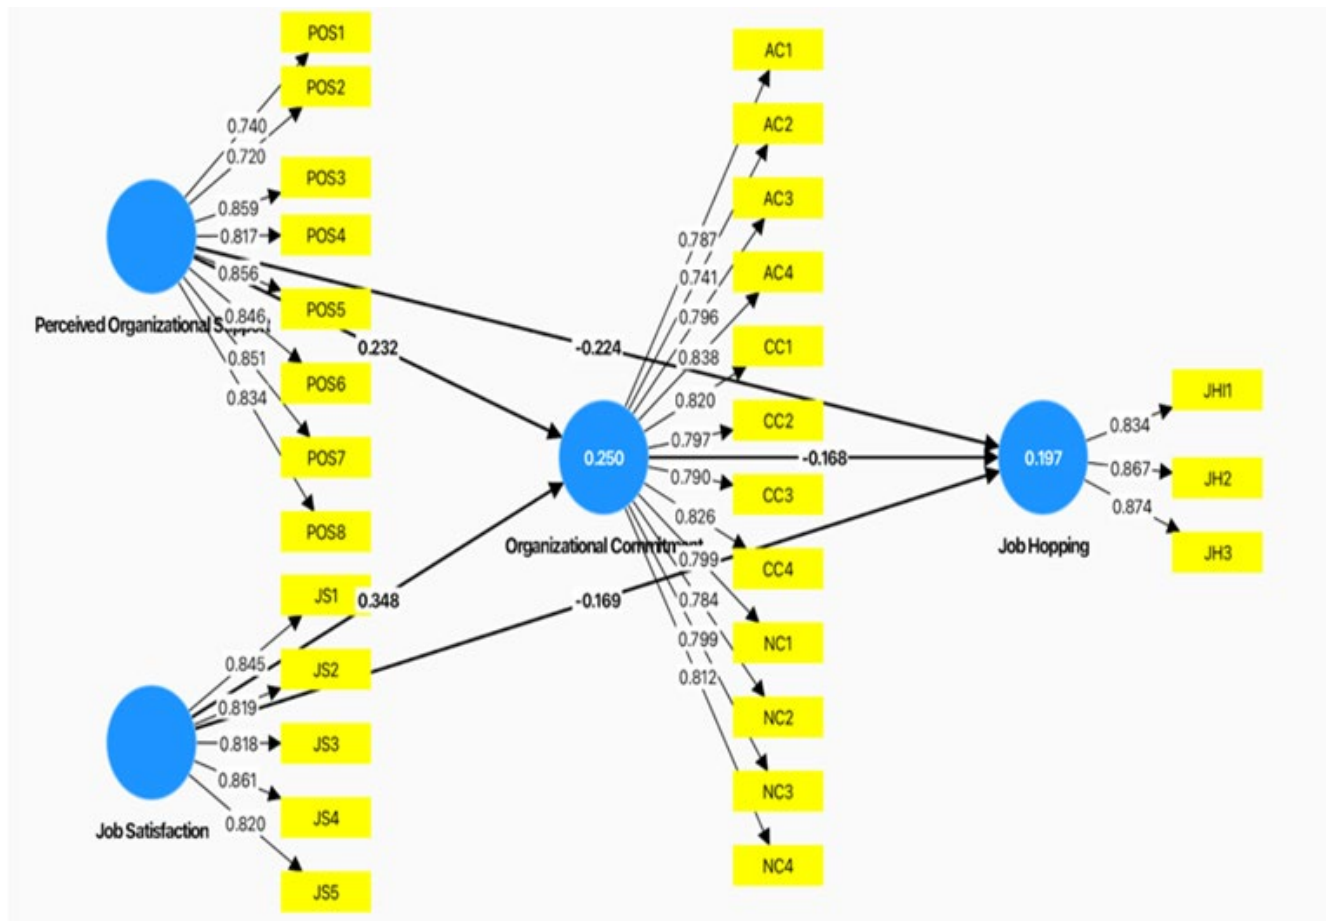 POS1
POS2
0.740
0.720
POS3
0.859
POS4
0.817
0.856
POS5
Perceived Organizational Support
0.846
0.232
0.851
POS6
0.834
POS7
POS8
JS1
0.348
0.845
JS2
0.819
0.818
JS3
0.861
JS4
0.820
Job Satisfaction
JS5
-0.224
-0.169
AC1
AC2
AC3
0.787
0.741
AC4
0.796
0.838
CC1
0.820
CC2
0.797
0.250
-0.168
0.790
CC3
0.826
Organizational Commitment
0.799
CC4
0.784
NC1
0.799
0.812
NC2
NC3
NC4
0.197
Job Hopping
JHI1
0.834
0.867
JH2
0.874
JH3